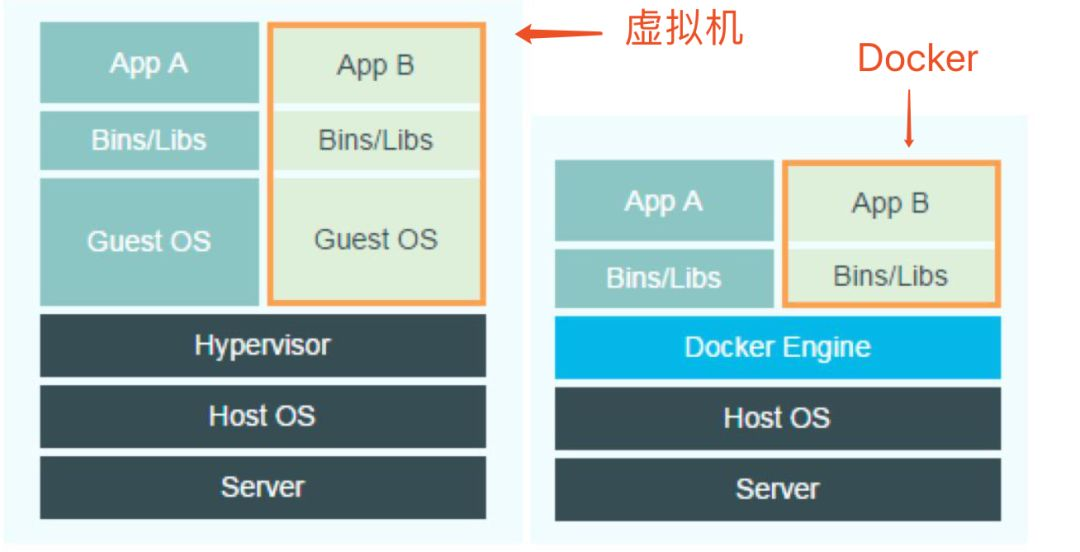 虚拟机
App A
App B
Bins/Libs
Bins/Libs
Guest OS
Guest OS
Hypervisor
Host OS
Server
Docker
App A
App B
Bins/Libs
Bins/Libs
Docker Engine
Host OS
Server